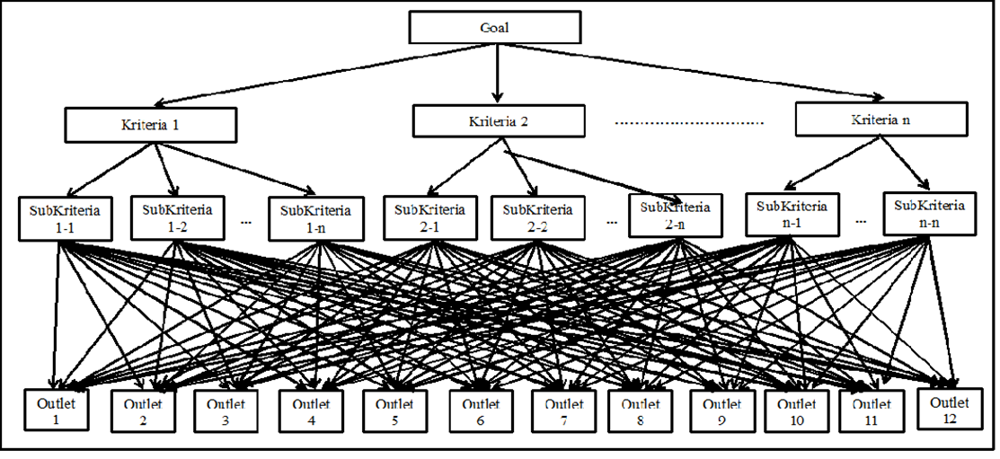 Goal
Kriteria 1
Kriteria 2
Kriteria n
SubKriteria
1-1
SubKriteria
1-2
...
SubKriteria
1-n
SubKriteria
2-1
SubKriteria
2-2
...
SubKriteria
2-n
SubKriteria
n-1
...
SubKriteria
n-n
Outlet
1
Outlet
2
Outlet
3
Outlet
4
Outlet
5
Outlet
6
Outlet
7
Outlet
8
Outlet
9
Outlet
10
Outlet
11
Outlet
12